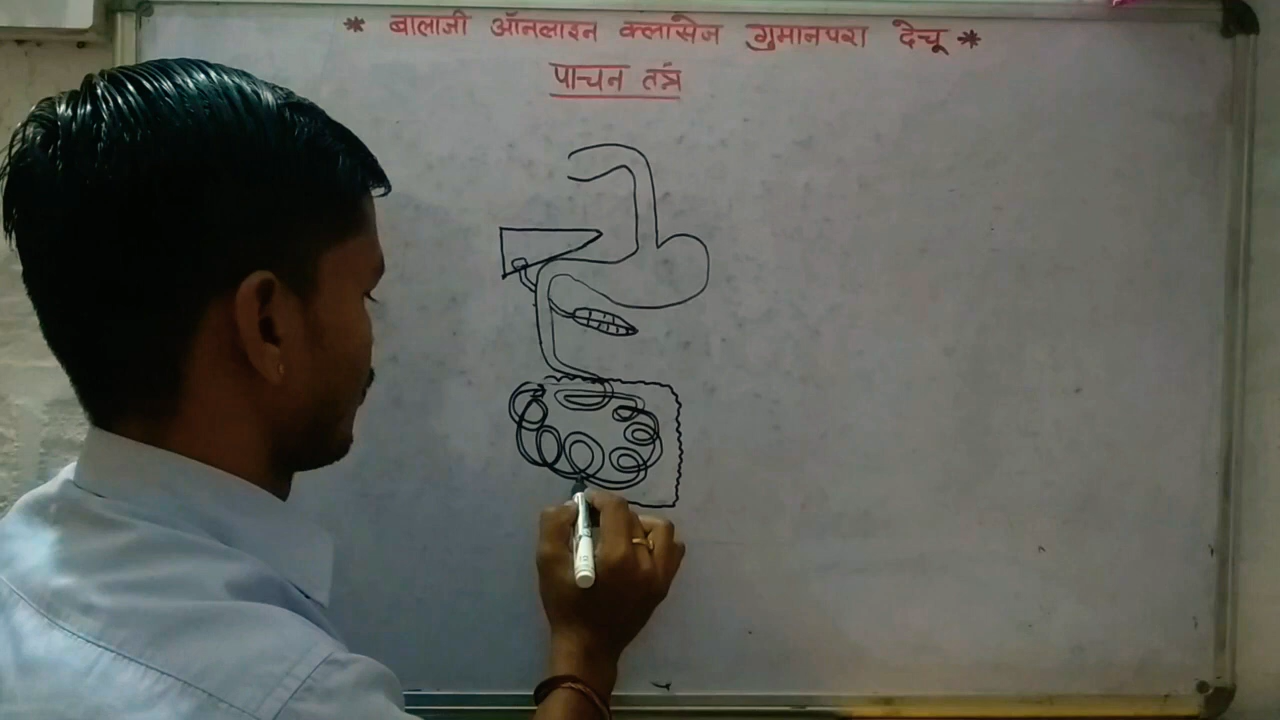 * बालाजी ऑनलाइन क्लासेज गुमानपुरा देचू *
पाचन तंत्र